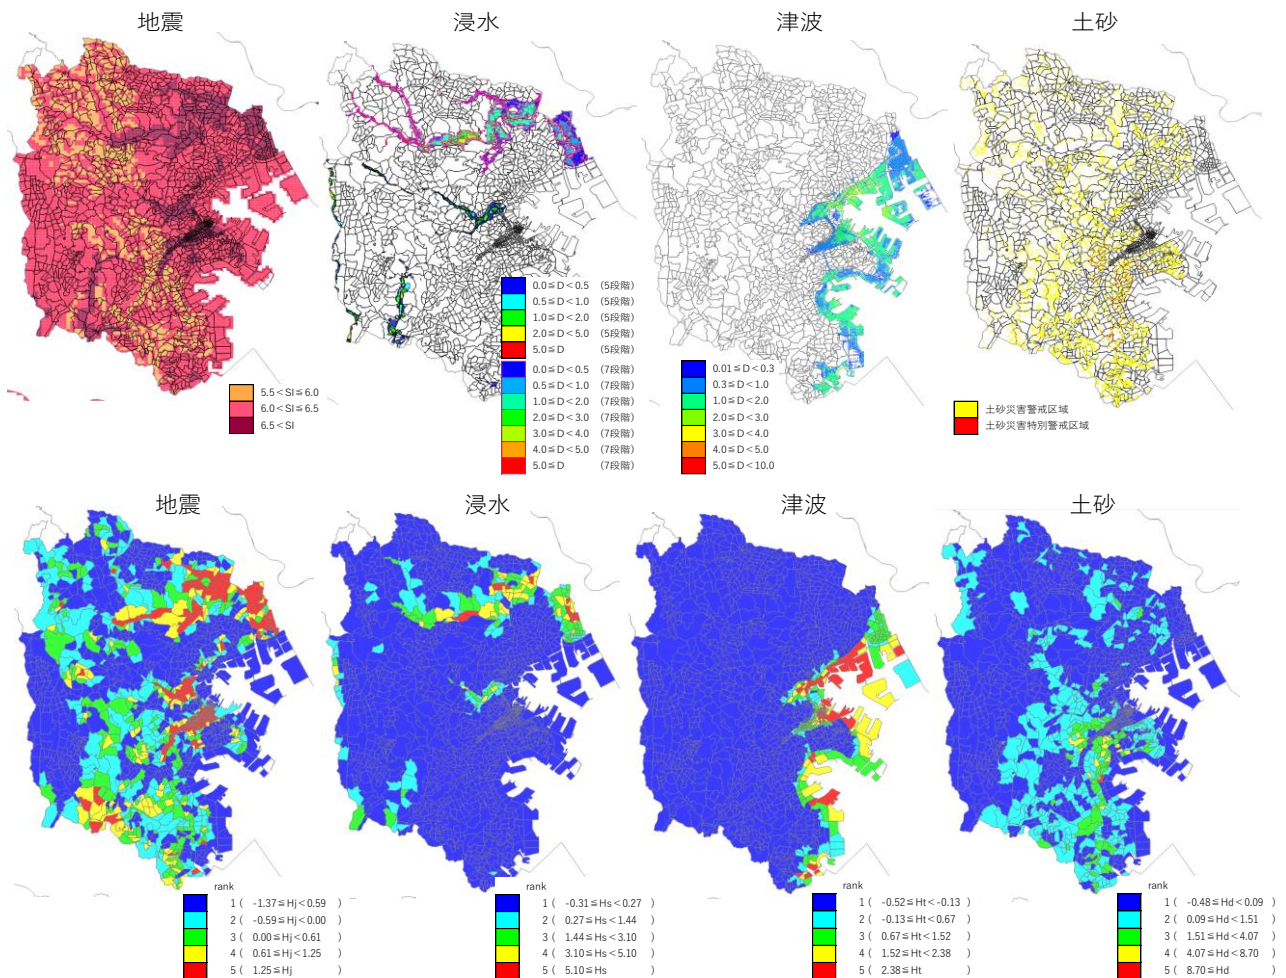 地震
浸水
津波
土砂
5.5<SI≦6.0
6.0<SI≦6.5
6.5<SI
0.0≦D<0.5 (5段階)
0.5≦D<1.0 (5段階)
1.0≦D<2.0 (5段階)
2.0≦D<5.0 (5段階)
5.0≦D (5段階)
0.0≦D<0.5 (7段階)
0.5≦D<1.0 (7段階)
1.0≦D<2.0 (7段階)
2.0≦D<3.0 (7段階)
3.0≦D<4.0 (7段階)
4.0≦D<5.0 (7段階)
5.0≦D (7段階)
0.01≦D<0.3
0.3≦D<1.0
1.0≦D<2.0
2.0≦D<3.0
3.0≦D<4.0
4.0≦D<5.0
5.0≦D<10.0
土砂災害警戒区域
土砂災害特別警戒区域
地震
浸水
津波
土砂
rank
1 ( -1.37≦Hj<0.59 )
2 ( -0.59≦Hj<0.00 )
3 ( 0.00≦Hj<0.61 )
4 ( 0.61≦Hj<1.25 )
5 ( 1.25≦Hj )
rank
1 ( -0.31≦Hs<0.27 )
2 ( 0.27≦Hs<1.44 )
3 ( 1.44≦Hs<3.10 )
4 ( 3.10≦Hs<5.10 )
5 ( 5.10≦Hs )
rank
1 ( -0.52≦Ht<-0.13 )
2 ( -0.13≦Ht<0.67 )
3 ( 0.67≦Ht<1.52 )
4 ( 1.52≦Ht<2.38 )
5 ( 2.38≦Ht )
rank
1 ( -0.48≦Hd<0.09 )
2 ( 0.09≦Hd<1.51 )
3 ( 1.51≦Hd<4.07 )
4 ( 4.07≦Hd<8.70 )
5 ( 8.70≦Hd )